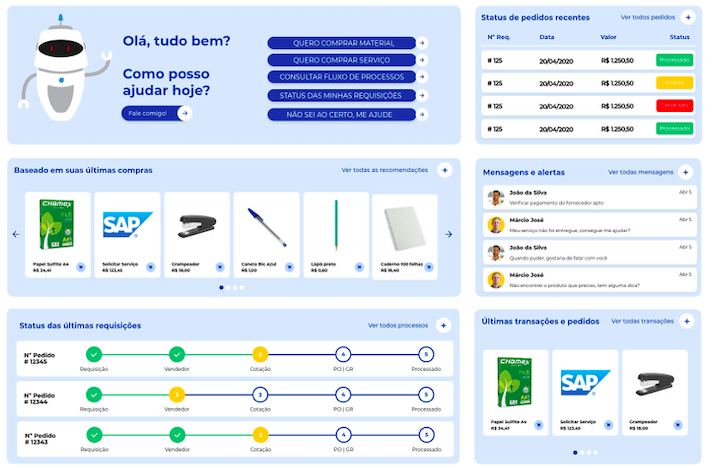 Olá, tudo bem?
Como posso
ajudar hoje?
Fale comigo!
QUERO COMPRAR MATERIAL
QUERO COMPRAR SERVIÇO
CONSULTAR FLUXO DE PROCESSOS
STATUS DAS MINHAS REQUISIÇÕES
NÃO SEI AO CERTO, ME AJUDE
Status de pedidos recentes
Ver todos pedidos +
Nº Req. Data Valor Status
# 125 20/04/2020 R$ 1.250,50 Processado
# 125 20/04/2020 R$ 1.250,50
# 125 20/04/2020 R$ 1.250,50
# 125 20/04/2020 R$ 1.250,50 Processado
Baseado em suas últimas compras
Ver todas as recomendações +
CHAMEX
multi
A4
Papel Sulfite A4
R$ 34,41
SAP
Solicitar Serviço
R$ 123,45
Grampeador
R$ 18,00
Caneta Bic Azul
R$ 1,00
Lápis preto
R$ 0,60
Caderno 100 folhas
R$ 16,40
Mensagens e alertas
Ver todas mensagens +
João da Silva Abr 5
Verificar pagamento do fornecedor apto
Márcio José Abr 5
Meu serviço não foi entregue, consegue me ajudar?
João da Silva Abr 5
Quando puder, gostaria de falar com você
Márcio José Abr 5
Não encontrei o produto que preciso, tem alguma dica?
Status das últimas requisições
Ver todos processos +
Nº Pedido
# 12345
3 4 5
Requisição Vendedor Cotação PO | GR Processado
Nº Pedido
# 12344
2 3 4 5
Requisição Vendedor Cotação PO | GR Processado
Nº Pedido
# 12343
3 4 5
Requisição Vendedor Cotação PO | GR Processado
Últimas transações e pedidos
Ver todas transações +
CHAMEX
multi
A4
Papel Sulfite A4
R$ 34,41
SAP
Solicitar Serviço
R$ 123,45
Grampeador
R$ 18,00